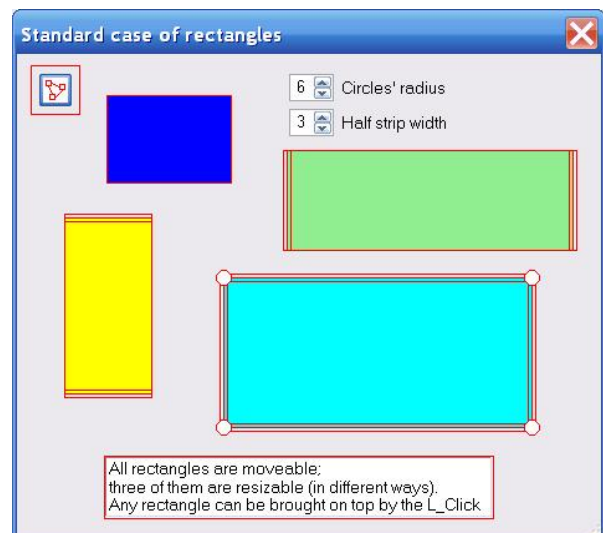 Standard case of rectangles
6 Circles' radius
3 Half strip width
All rectangles are moveable;
three of them are resizable (in different ways).
Any rectangle can be brought on top by the L_Click